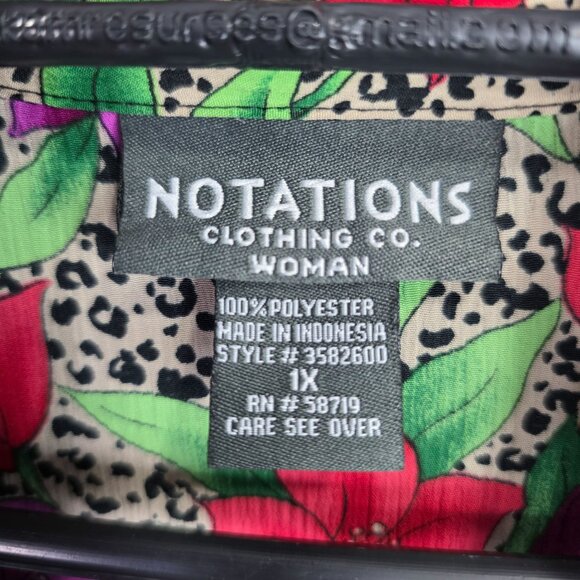 NOTATIONS
CLOTHING CO.
WOMAN
100% POLYESTER
MADE IN INDONESIA
STYLE # 3582600
1X
RN # 58719
CARE SEE OVER